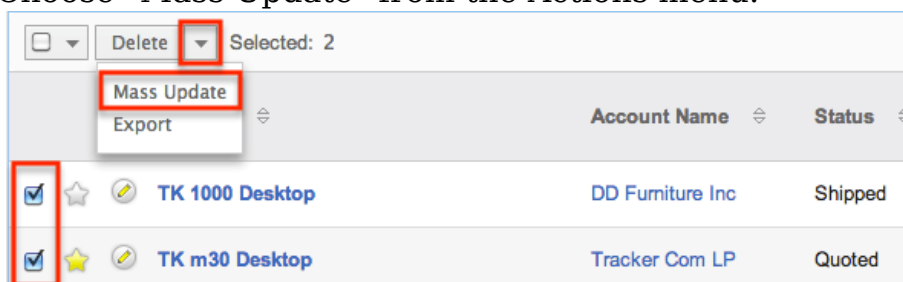 Choose "Mass Update" from the Actions menu.
Delete Selected: 2
Mass Update
Export
Account Name Status
TK 1000 Desktop DD Furniture Inc Shipped
TK m30 Desktop Tracker Com LP Quoted